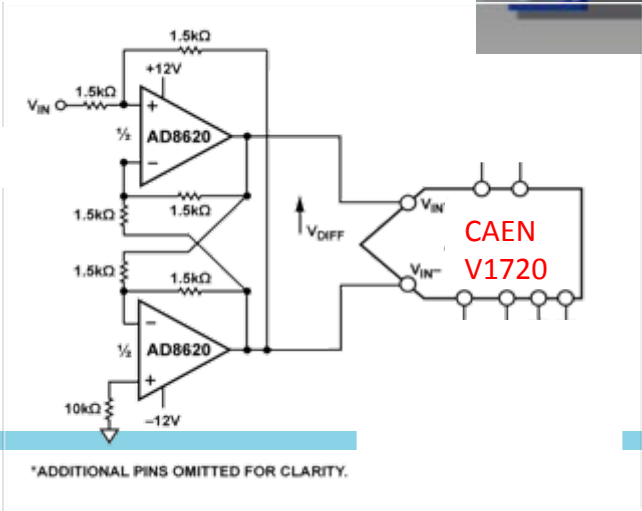 1.5kΩ
+12V
1.5kΩ
VIN
+
½
AD8620
−
1.5kΩ
1.5kΩ
VDIFF
VIN
CAEN
V1720
1.5kΩ
1.5kΩ
VIN−
−
½
AD8620
+
10kΩ
−12V
*ADDITIONAL PINS OMITTED FOR CLARITY.